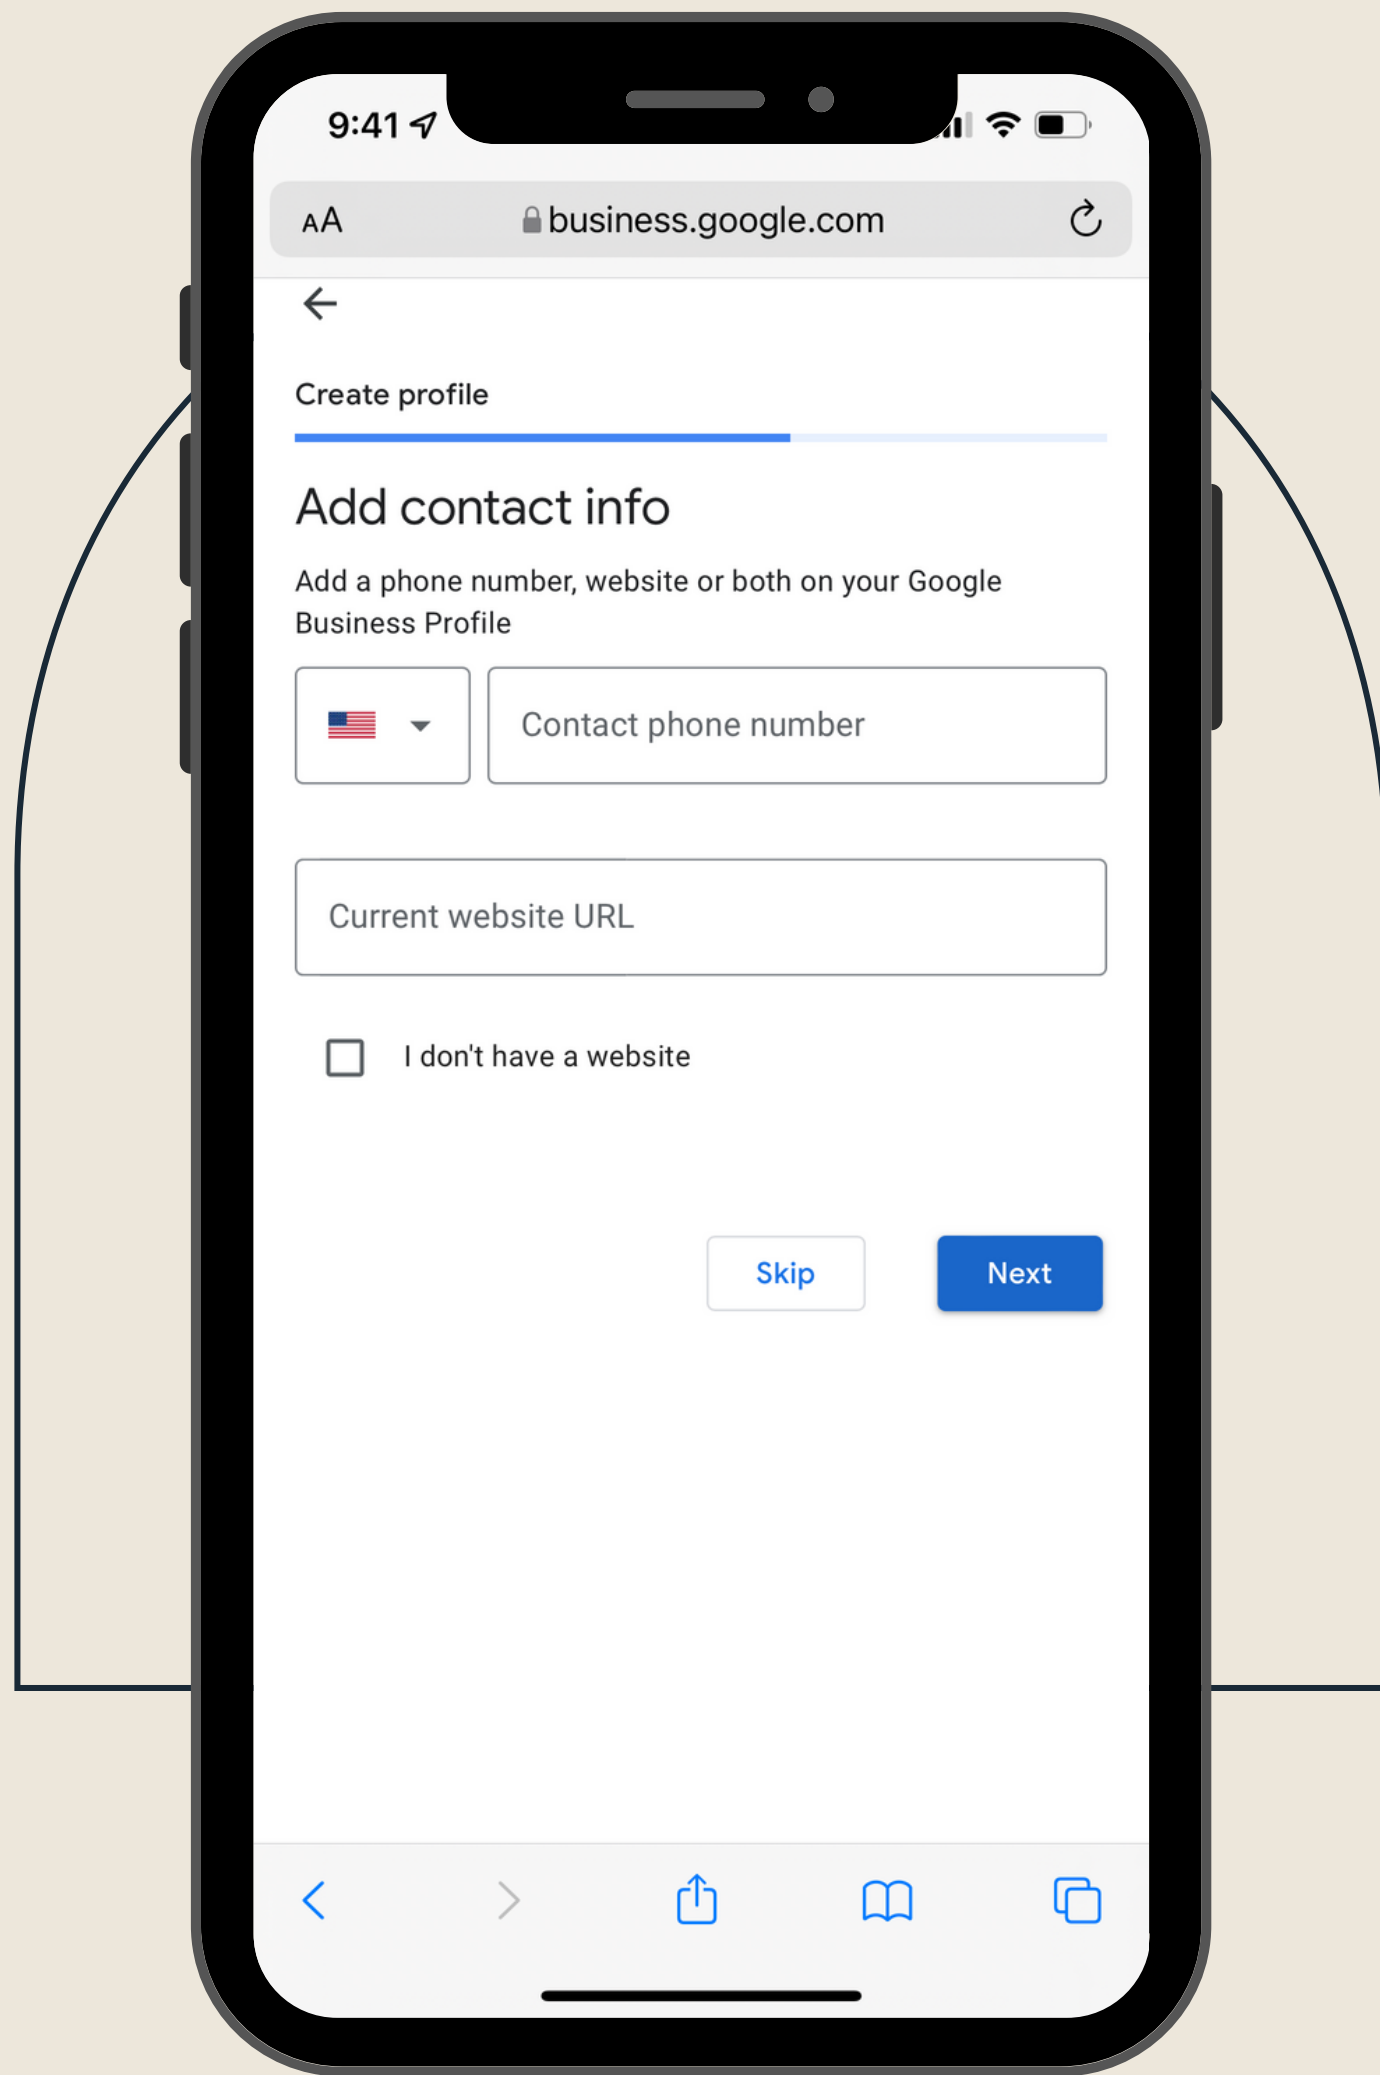 9:41
AA
business.google.com
Create profile
Add contact info
Add a phone number, website or both on your Google
Business Profile
Contact phone number
Current website URL
I don't have a website
Skip
Next